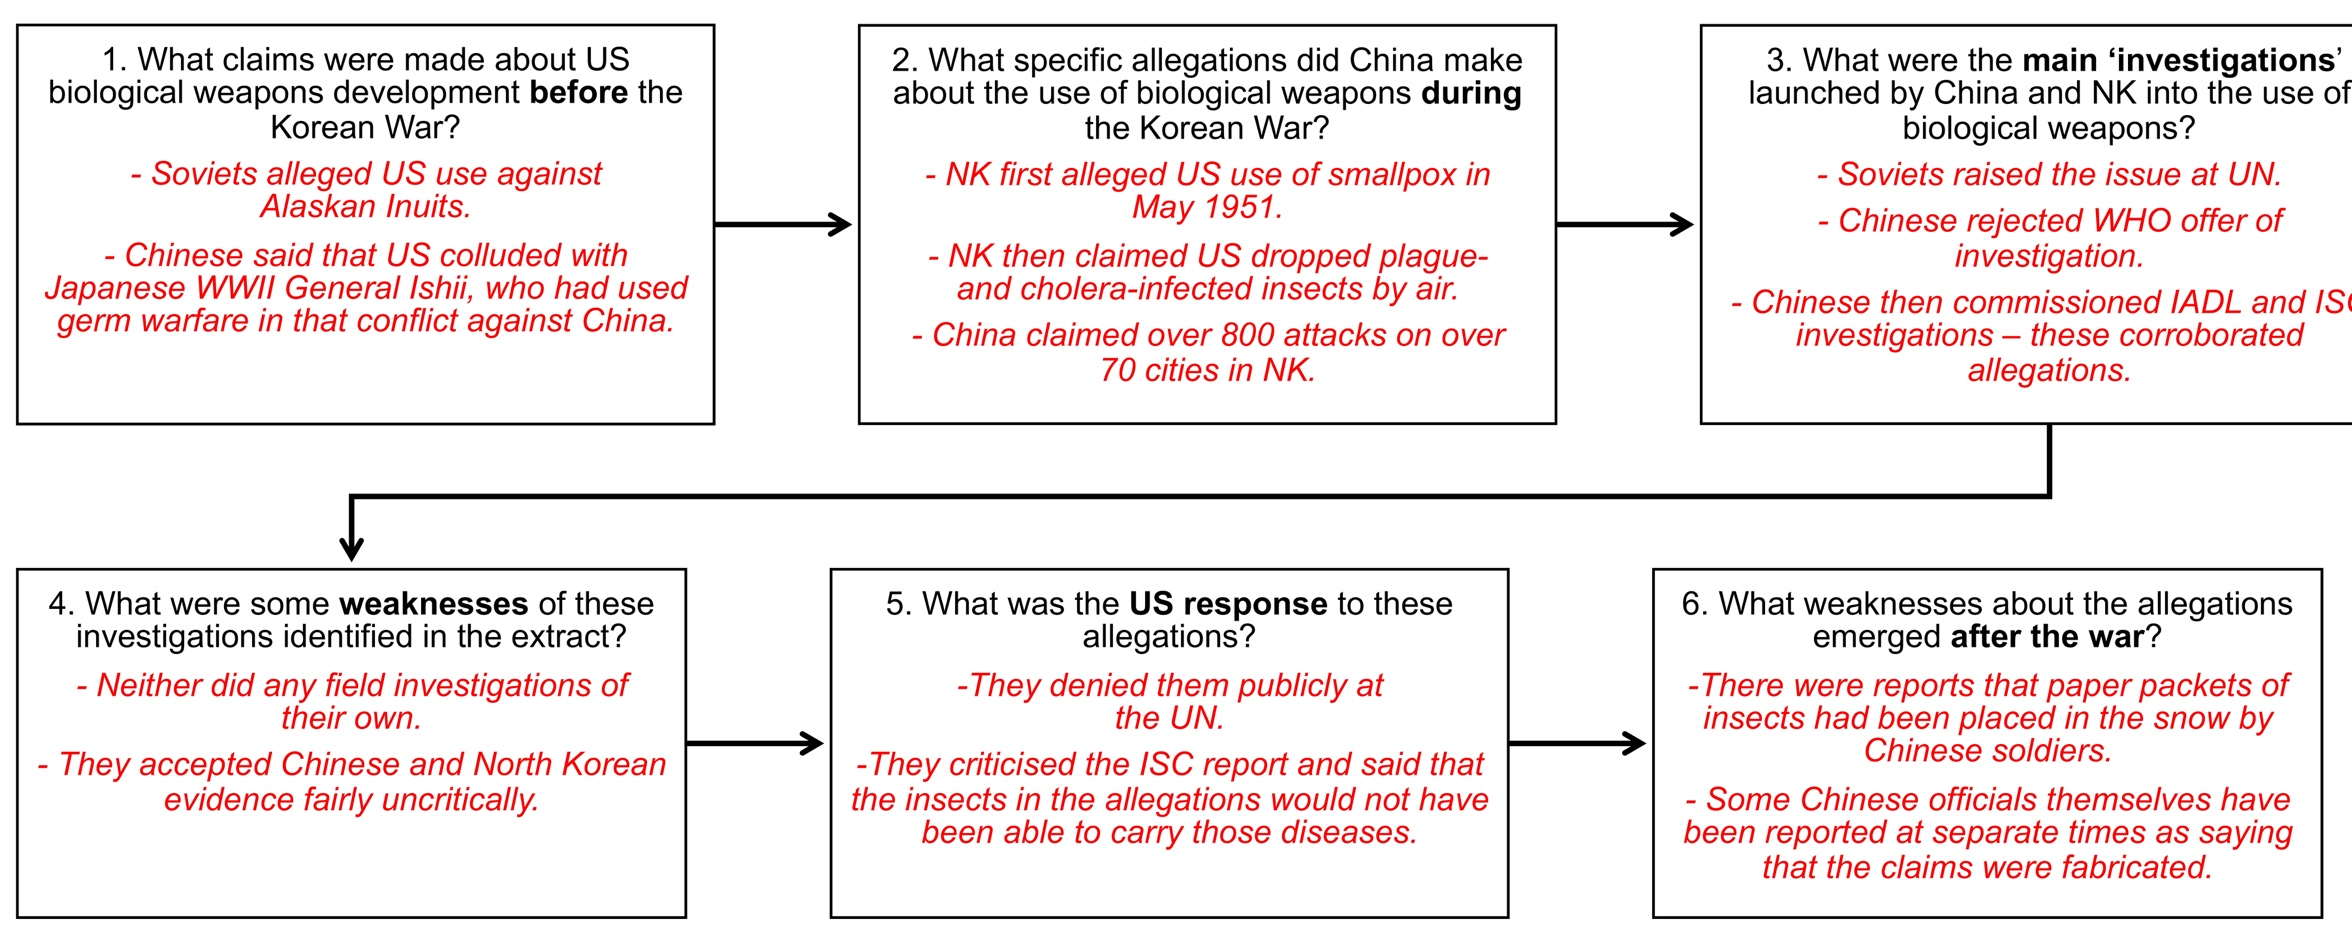 1. What claims were made about US
biological weapons development before the
Korean War?
- Soviets alleged US use against
Alaskan Inuits.
- Chinese said that US colluded with
Japanese WWII General Ishii, who had used
germ warfare in that conflict against China.
2. What specific allegations did China make
about the use of biological weapons during
the Korean War?
- NK first alleged US use of smallpox in
May 1951.
- NK then claimed US dropped plague-
and cholera-infected insects by air.
- China claimed over 800 attacks on over
70 cities in NK.
3. What were the main ‘investigations’
launched by China and NK into the use of
biological weapons?
- Soviets raised the issue at UN.
- Chinese rejected WHO offer of
investigation.
- Chinese then commissioned IADL and
investigations – these corroborated
allegations.
4. What were some weaknesses of these
investigations identified in the extract?
- Neither did any field investigations of
their own.
- They accepted Chinese and North Korean
evidence fairly uncritically.
5. What was the US response to these
allegations?
-They denied them publicly at
the UN.
-They criticised the ISC report and said that
the insects in the allegations would not have
been able to carry those diseases.
6. What weaknesses about the allegations
emerged after the war?
-There were reports that paper packets of
insects had been placed in the snow by
Chinese soldiers.
- Some Chinese officials themselves have
been reported at separate times as saying
that the claims were fabricated.